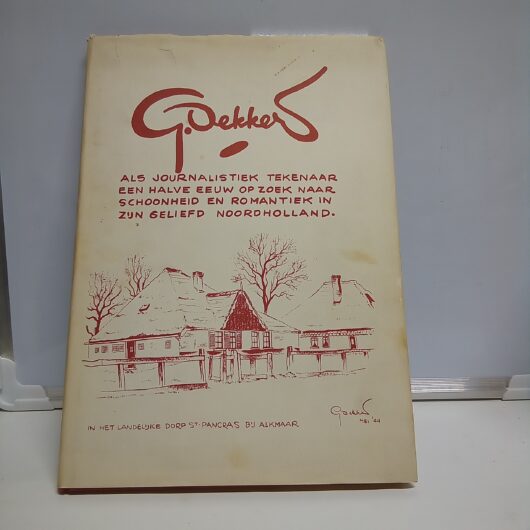 G. Dekker
ALS JOURNALISTIEK TEKENAAR
EEN HALVE EEUW OP ZOEK NAAR
SCHOONHEID EN ROMANTIEK IN
ZIJN GELIEFD NOORDHOLLAND.
IN HET LANDELIJKE DORP ST. PANCRAS BIJ ALKMAAR